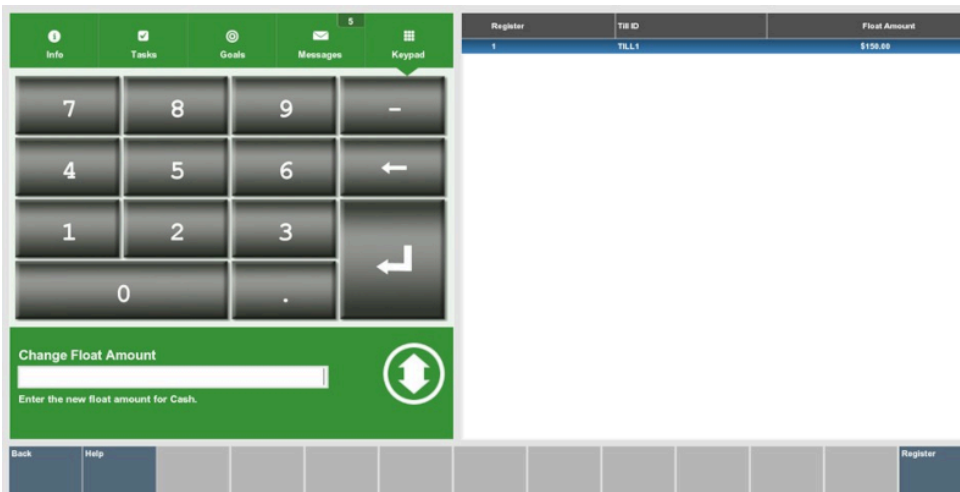 5
Info Tasks Goals Messages Keypad
7 8 9 -
4 5 6
1 2 3
0 .
Change Float Amount
Enter the new float amount for Cash.
Register Till ID Float Amount
1 TILL1 $150.00
Back Help Register